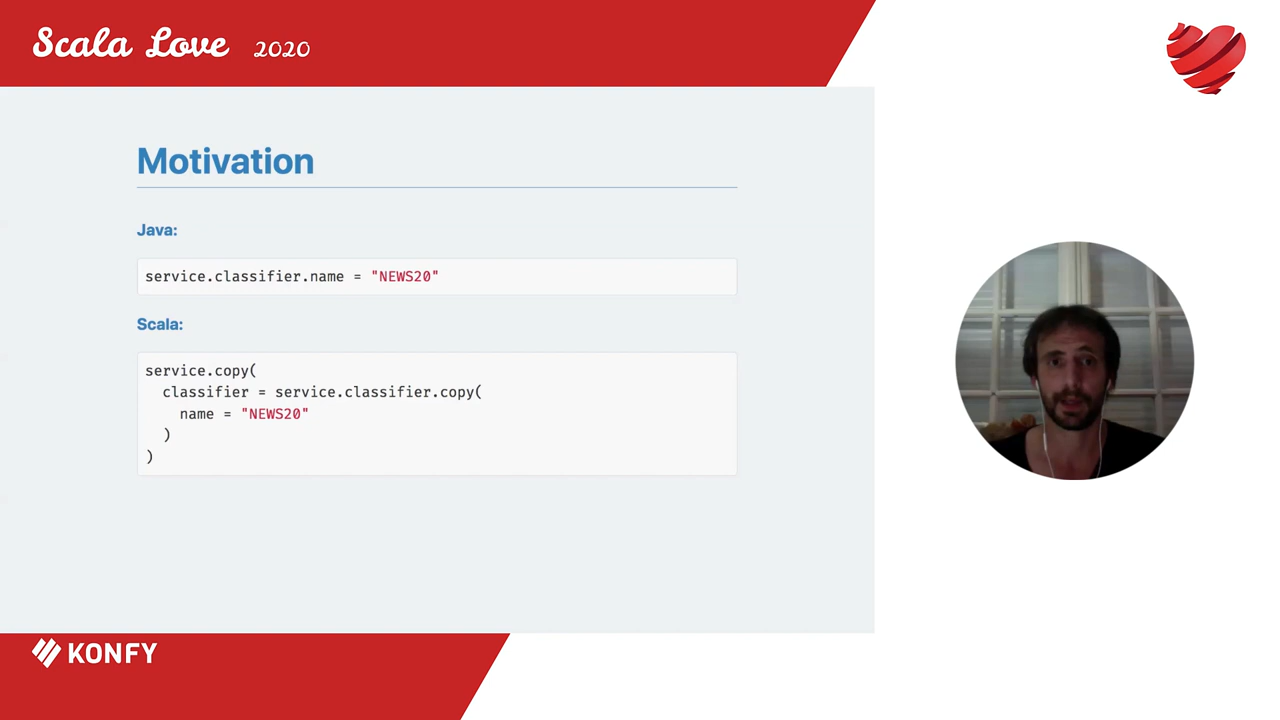 Scala Love 2020
Motivation
Java:
service.classifier.name = "NEWS20"
Scala:
service.copy(
  classifier = service.classifier.copy(
    name = "NEWS20"
  )
)
KONFY